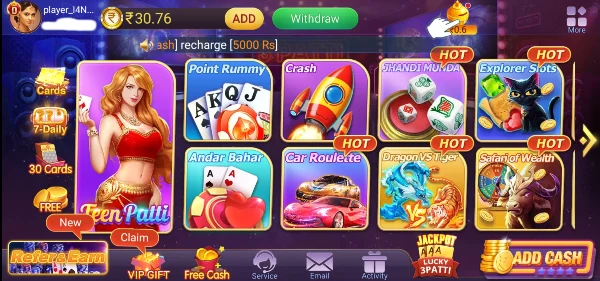 player_l4N...
₹30.76
ADD
Withdraw
₹0.6
More
ash] recharge [5000 Rs]
Cards
7-Daily
30 Cards
FREE
Teen Patti
Point Rummy
Crash
HOT
JHANDI MUNDA
HOT
Explorer Slots
Andar Bahar
HOT
Car Roulette
HOT
Dragon VS Tiger
VS
HOT
Safari of Wealth
New
Refer & Earn
Claim
VIP GIFT
Free Cash
Service
Email
Activity
JACKPOT
AAA
LUCKY
3PATTI
ADD CASH